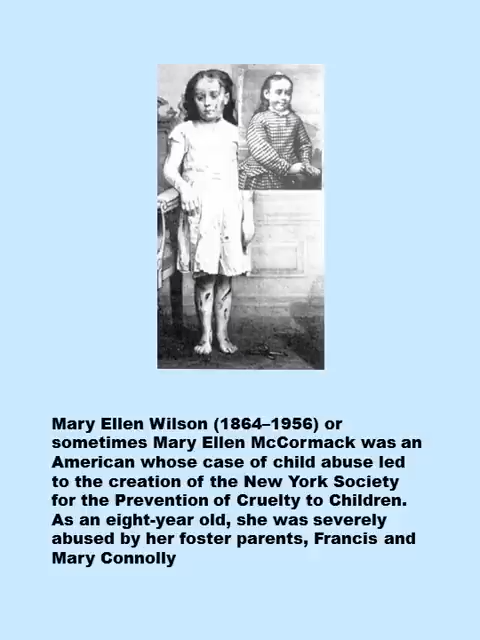 Mary Ellen Wilson (1864–1956) or
sometimes Mary Ellen McCormack was an
American whose case of child abuse led
to the creation of the New York Society
for the Prevention of Cruelty to Children.
As an eight-year old, she was severely
abused by her foster parents, Francis and
Mary Connolly